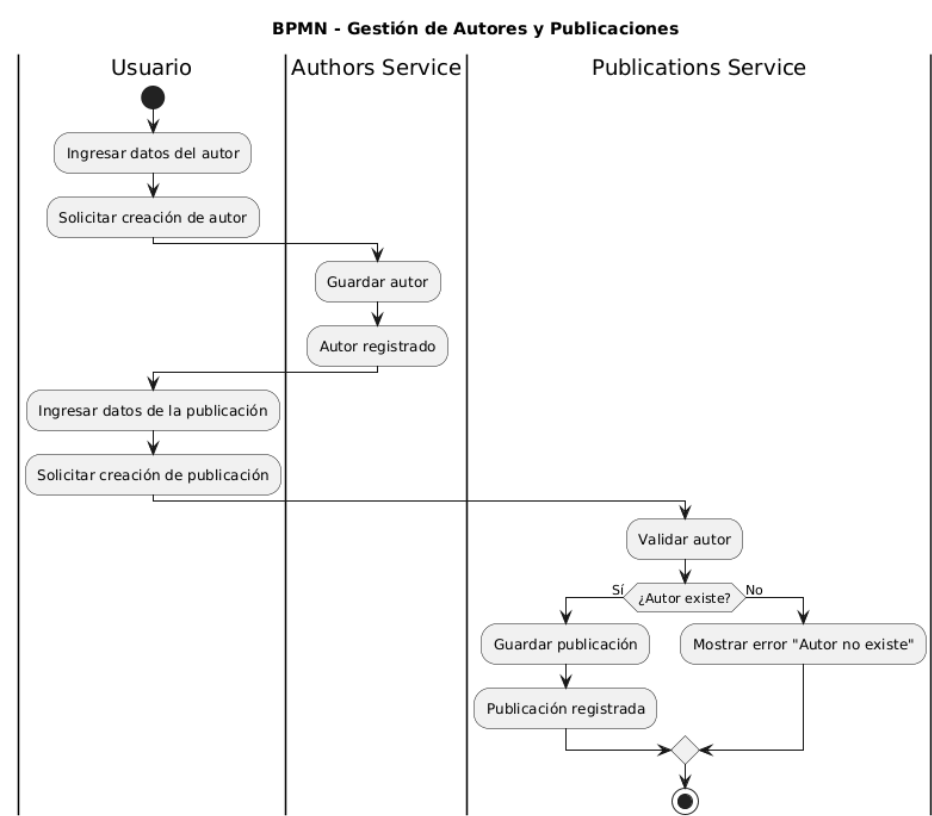 BPMN - Gestión de Autores y Publicaciones
Usuario
Authors Service
Publications Service
Ingresar datos del autor
Solicitar creación de autor
Guardar autor
Autor registrado
Ingresar datos de la publicación
Solicitar creación de publicación
Validar autor
¿Autor existe?
Sí
No
Guardar publicación
Mostrar error "Autor no existe"
Publicación registrada